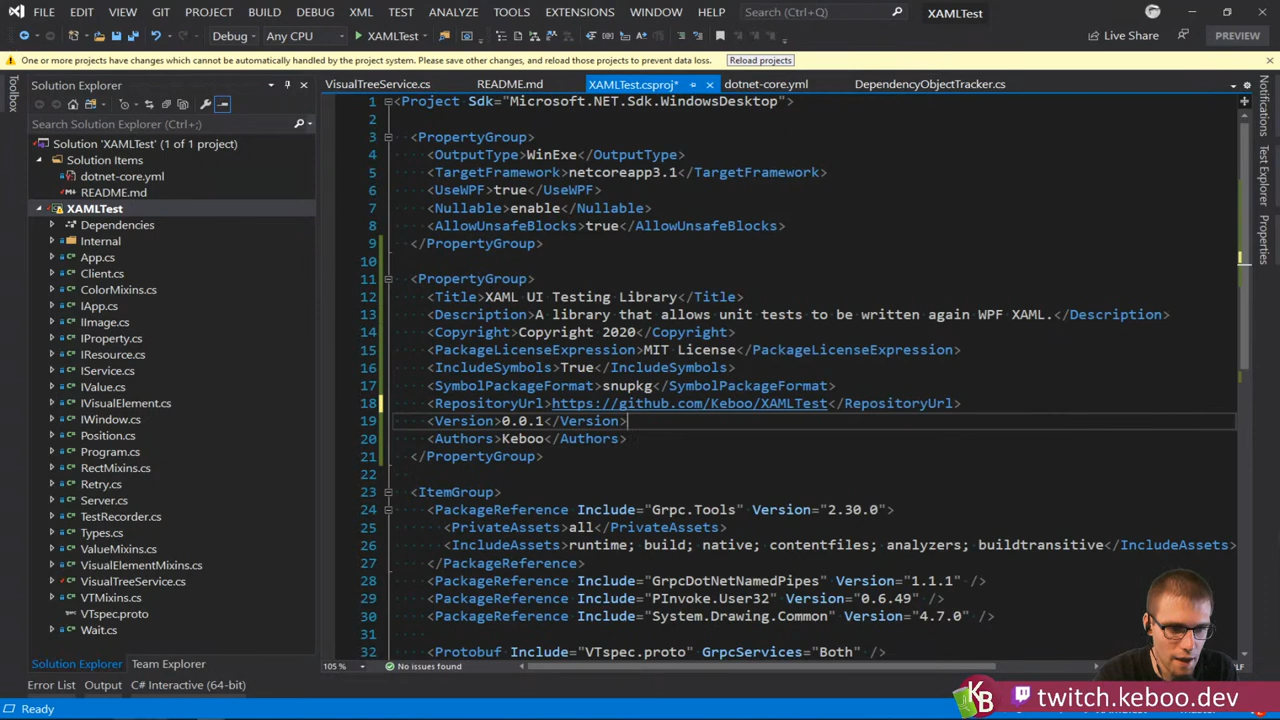 FILE EDIT VIEW GIT PROJECT BUILD DEBUG XML TEST ANALYZE TOOLS EXTENSIONS WINDOW HELP Search (Ctrl+Q) XAMLTest
Debug Any CPU XAMLTest Live Share PREVIEW
One or more projects have changes which cannot be automatically handled by the project system. Please save other changes, and reload those projects to prevent data loss. Reload projects
Toolbox
Solution Explorer
Search Solution Explorer (Ctrl+;)
Solution 'XAMLTest' (1 of 1 project)
Solution Items
dotnet-core.yml
README.md
XAMLTest
Dependencies
Internal
App.cs
Client.cs
ColorMixins.cs
IApp.cs
IImage.cs
IProperty.cs
IResource.cs
IValue.cs
IVisualElement.cs
IWindow.cs
Position.cs
Program.cs
RectMixins.cs
Retry.cs
Server.cs
TestRecorder.cs
Types.cs
ValueMixins.cs
VisualElementMixins.cs
VisualTreeService.cs
VTMixins.cs
VTspec.proto
Wait.cs
Solution Explorer Team Explorer
VisualTreeService.cs README.md XAMLTest.csproj* dotnet-core.yml DependencyObjectTracker.cs
1 <Project Sdk="Microsoft.NET.Sdk.WindowsDesktop">
2
3 <PropertyGroup>
4 <OutputType>WinExe</OutputType>
5 <TargetFramework>netcoreapp3.1</TargetFramework>
6 <UseWPF>true</UseWPF>
7 <Nullable>enable</Nullable>
8 <AllowUnsafeBlocks>true</AllowUnsafeBlocks>
9 </PropertyGroup>
10
11 <PropertyGroup>
12 <Title>XAML UI Testing Library</Title>
13 <Description>A library that allows unit tests to be written again WPF XAML.</Description>
14 <Copyright>Copyright 2020</Copyright>
15 <PackageLicenseExpression>MIT License</PackageLicenseExpression>
16 <IncludeSymbols>True</IncludeSymbols>
17 <SymbolPackageFormat>snupkg</SymbolPackageFormat>
18 <RepositoryUrl>https://github.com/Keboo/XAMLTest</RepositoryUrl>
19 <Version>0.0.1</Version>
20 <Authors>Keboo</Authors>
21 </PropertyGroup>
22
23 <ItemGroup>
24 <PackageReference Include="Grpc.Tools" Version="2.30.0">
25 <PrivateAssets>all</PrivateAssets>
26 <IncludeAssets>runtime; build; native; contentfiles; analyzers; buildtransitive</IncludeAssets>
27 </PackageReference>
28 <PackageReference Include="GrpcDotNetNamedPipes" Version="1.1.1" />
29 <PackageReference Include="PInvoke.User32" Version="0.6.49" />
30 <PackageReference Include="System.Drawing.Common" Version="4.7.0" />
31
32 <Protobuf Include="VTspec.proto" GrpcServices="Both" />
105 % No issues found
Notifications
Test Explorer
Properties
Error List Output C# Interactive (64-bit)
Ready
KB twitch.keboo.dev